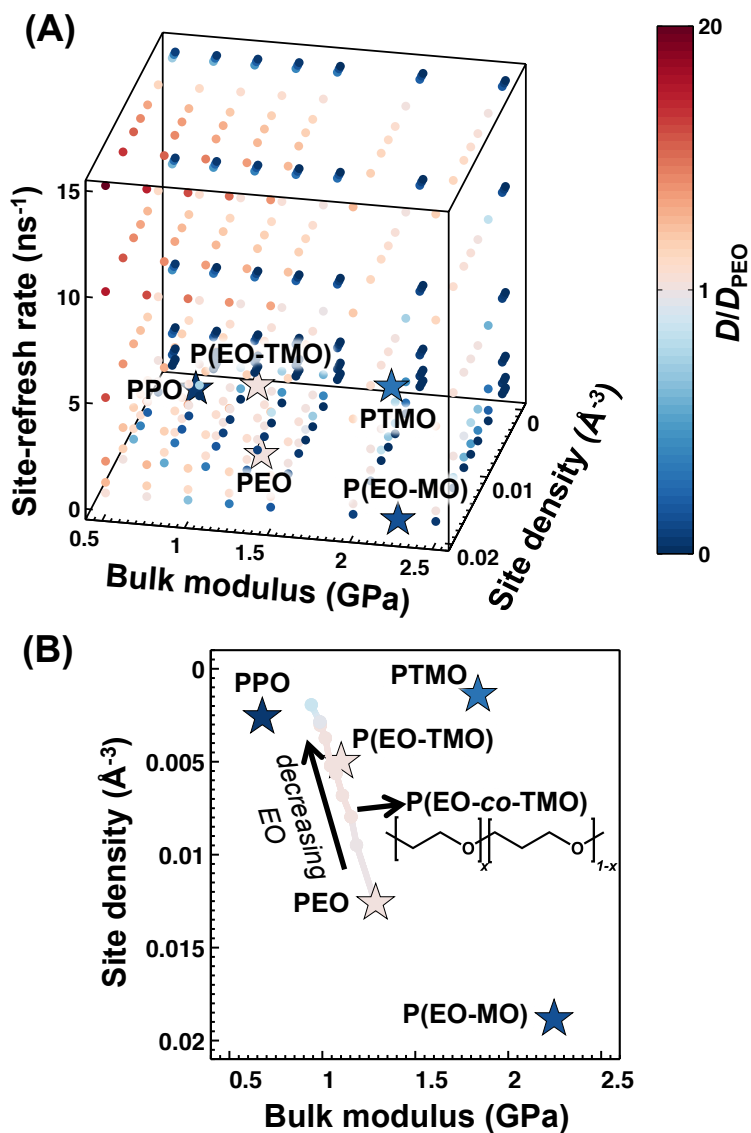 (A)
20
1
0
D/D_PEO
Site-refresh rate (ns⁻¹)
15
10
5
0
P(EO-TMO)
PPO
PTMO
PEO
P(EO-MO)
0
0.01
0.02
Site density (Å⁻³)
0.5
1.0
1.5
2
2.5
Bulk modulus (GPa)
(B)
Site density (Å⁻³)
0
0.005
0.01
0.015
0.02
PPO
PTMO
P(EO-TMO)
decreasing
EO
P(EO-co-TMO)
O
x
O
1-x
PEO
P(EO-MO)
0.5
1
1.5
2
2.5
Bulk modulus (GPa)